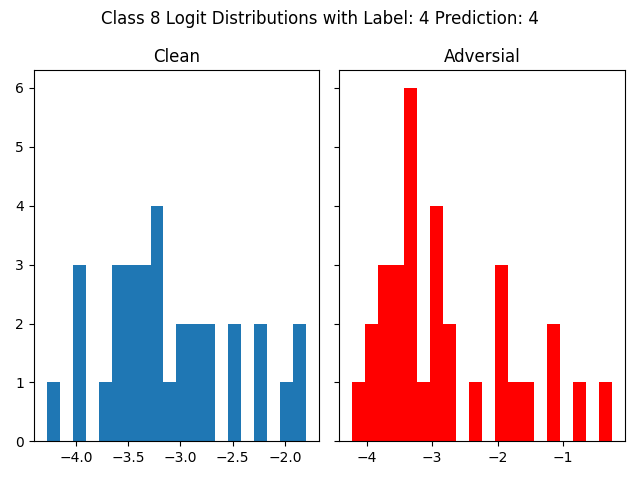 Class 8 Logit Distributions with Label: 4 Prediction: 4
Clean
Adversial
6
5
4
3
2
1
0
−4.0 −3.5 −3.0 −2.5 −2.0
−4 −3 −2 −1